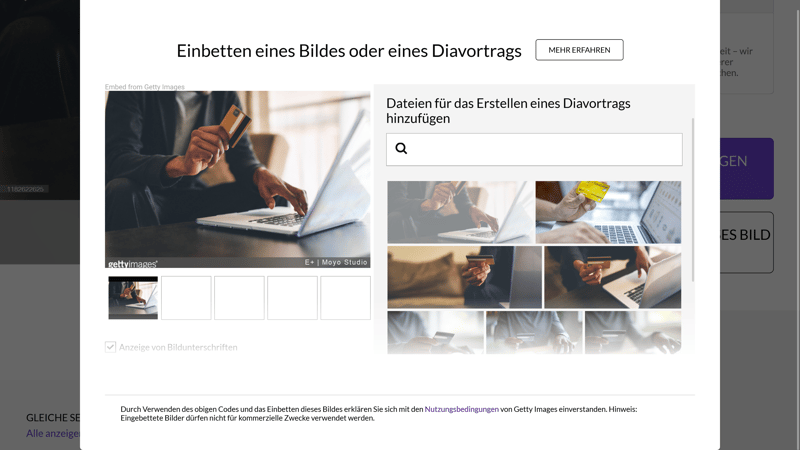 Einbetten eines Bildes oder eines Diavortrags
MEHR ERFAHREN
Embed from Getty Images
gettyimages®
E+ | Moyo Studio
Anzeige von Bildunterschriften
Dateien für das Erstellen eines Diavortrags
hinzufügen
Durch Verwenden des obigen Codes und das Einbetten dieses Bildes erklären Sie sich mit den Nutzungsbedingungen von Getty Images einverstanden. Hinweis:
Eingebettete Bilder dürfen nicht für kommerzielle Zwecke verwendet werden.
1182622625
GLEICHE SE
Alle anzeigen
eit – wir
rer
chen.
GEN
ES BILD